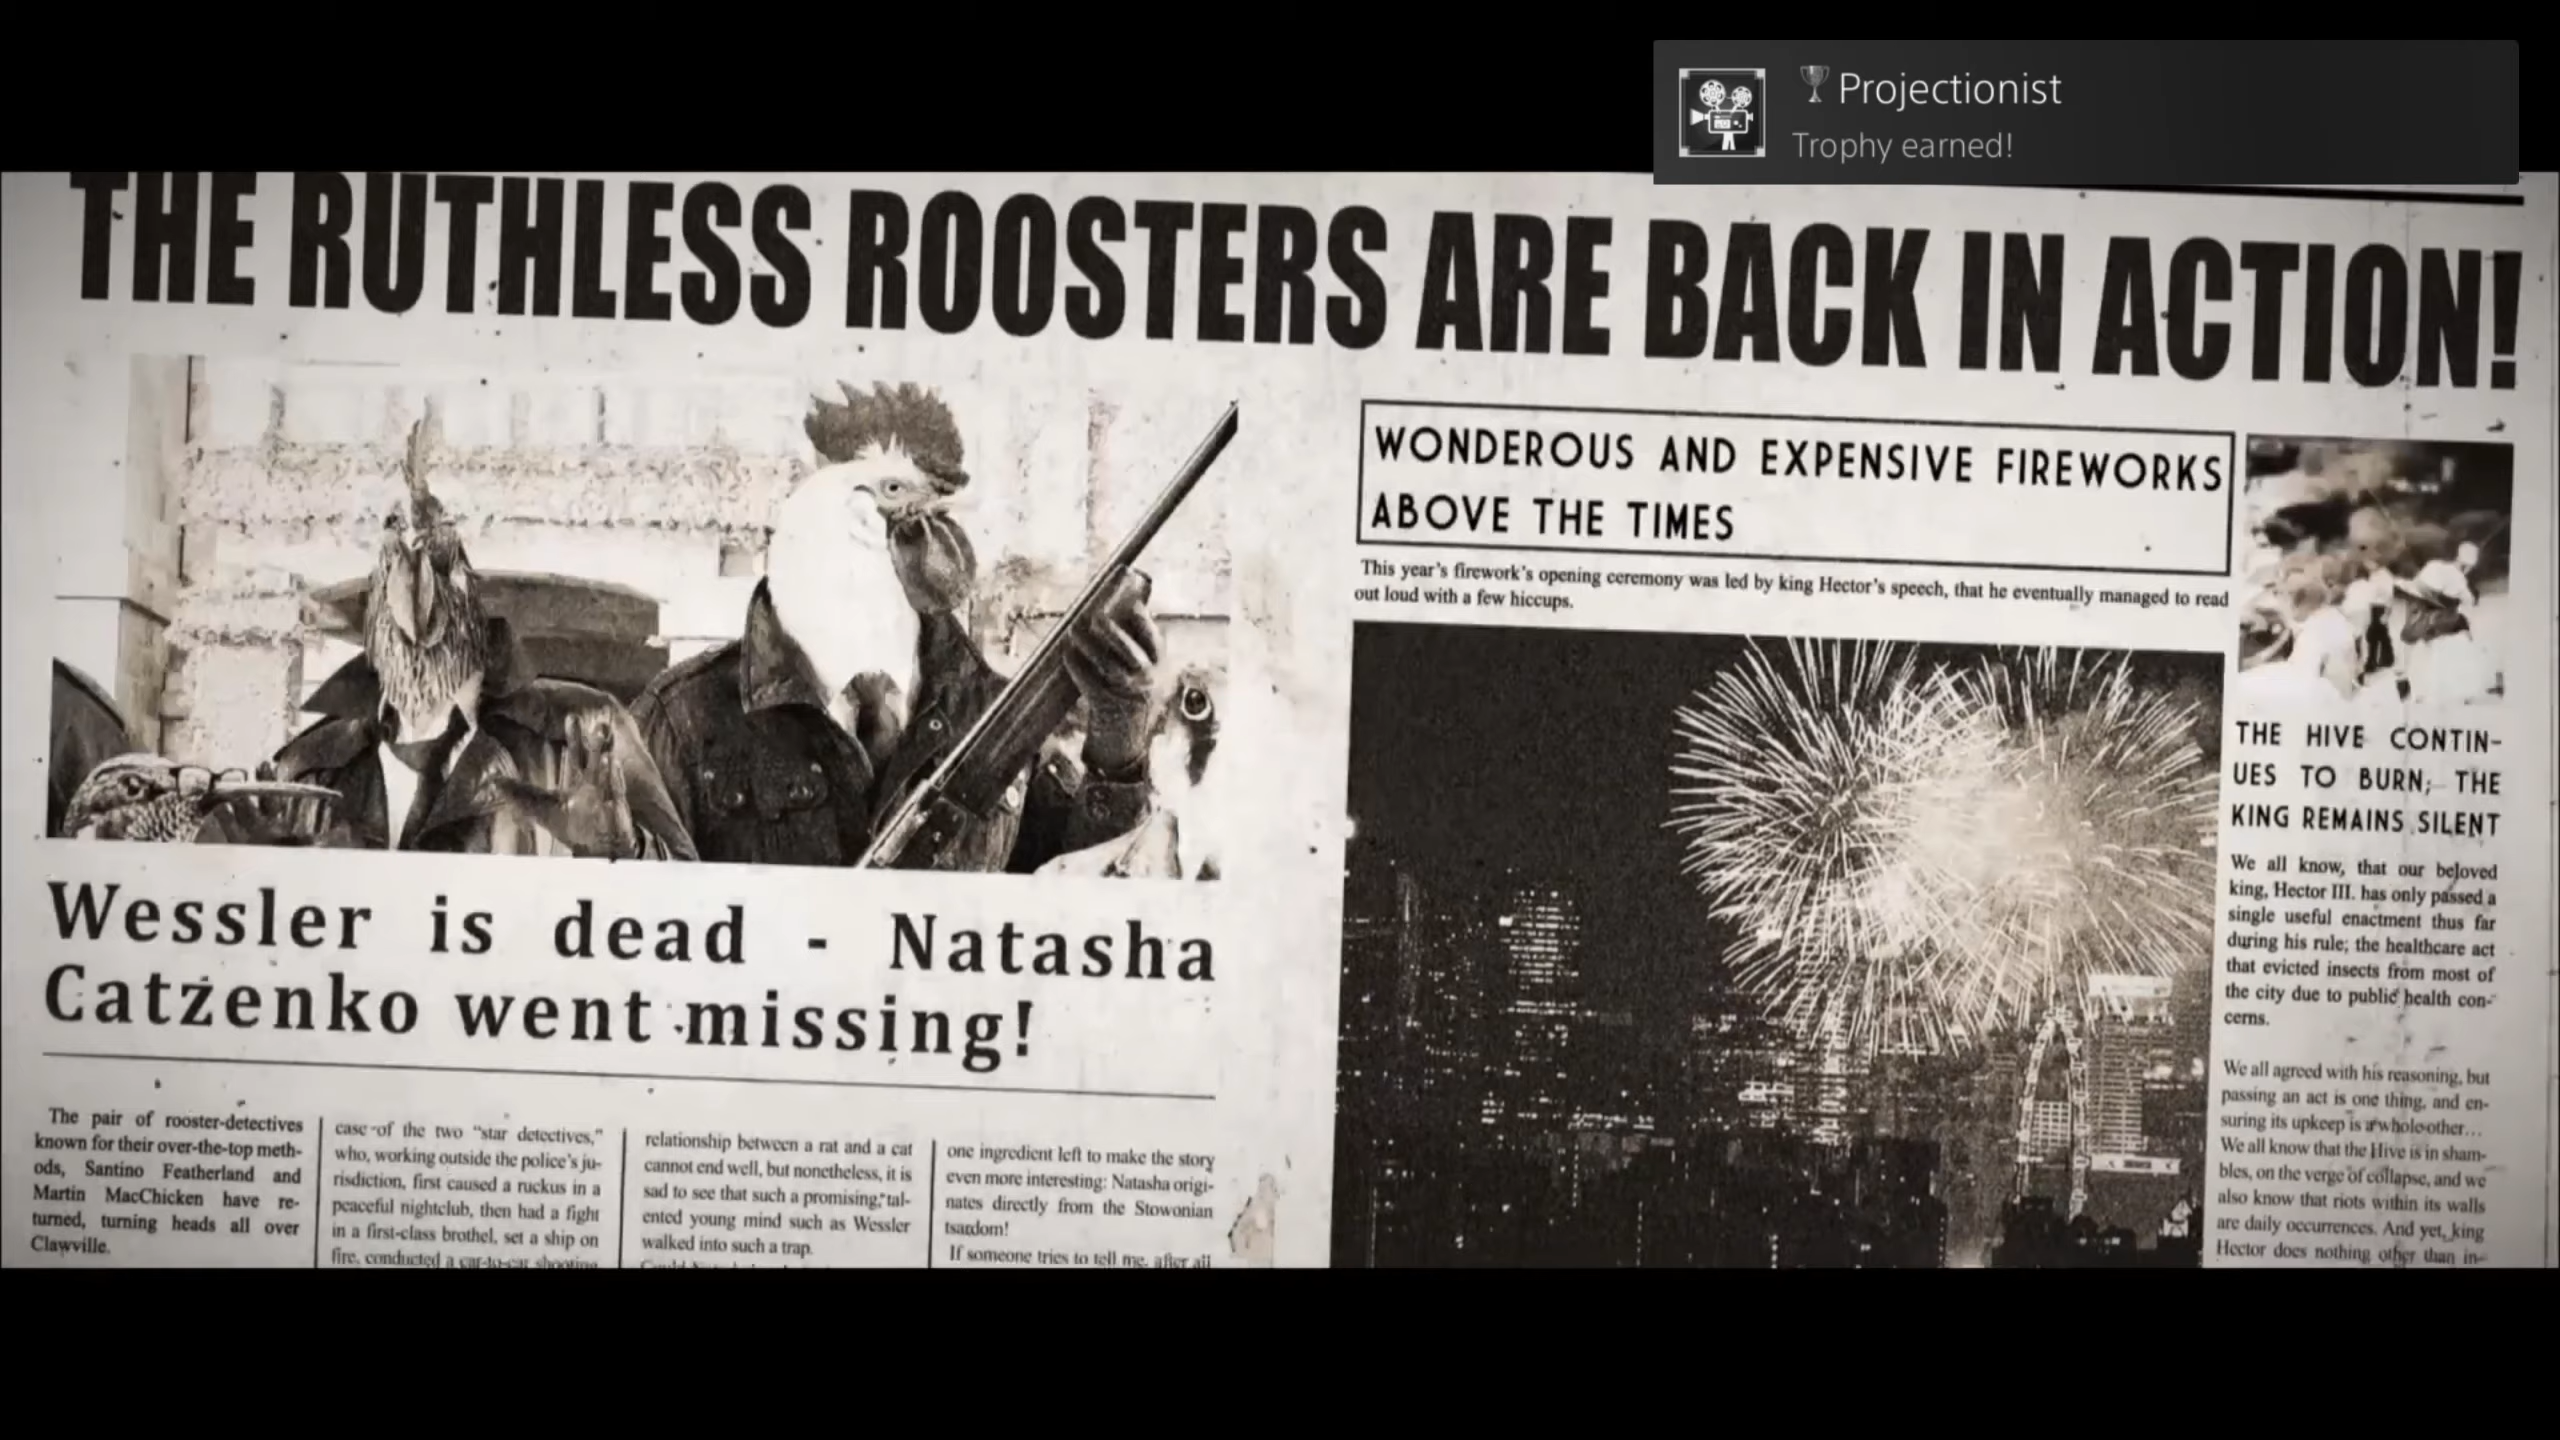 Projectionist
Trophy earned!
THE RUTHLESS ROOSTERS ARE BACK IN ACTION!
Wessler is dead - Natasha
Catzenko went missing!
The pair of rooster-detectives
known for their over-the-top meth-
ods, Santino Featherland and
Martin MacChicken have re-
turned, turning heads all over
Clawville.
case of the two “star detectives,”
who, working outside the police’s ju-
risdiction, first caused a ruckus in a
peaceful nightclub, then had a fight
in a first-class brothel, set a ship on
fire, conducted a car-to-car shooting
relationship between a rat and a cat
cannot end well, but nonetheless, it is
sad to see that such a promising, tal-
ented young mind such as Wessler
walked into such a trap.
one ingredient left to make the story
even more interesting: Natasha origi-
nates directly from the Stowonian
tsardom!
If someone tries to tell me, after all
WONDEROUS AND EXPENSIVE FIREWORKS
ABOVE THE TIMES
This year’s firework’s opening ceremony was led by king Hector’s speech, that he eventually managed to read
out loud with a few hiccups.
THE HIVE CONTIN-
UES TO BURN; THE
KING REMAINS SILENT
We all know, that our beloved
king, Hector III. has only passed a
single useful enactment thus far
during his rule; the healthcare act
that evicted insects from most of
the city due to public health con-
cerns.
We all agreed with his reasoning, but
passing an act is one thing, and en-
suring its upkeep is a whole other...
We all know that the Hive is in sham-
bles, on the verge of collapse, and we
also know that riots within its walls
are daily occurrences. And yet, king
Hector does nothing other than in-